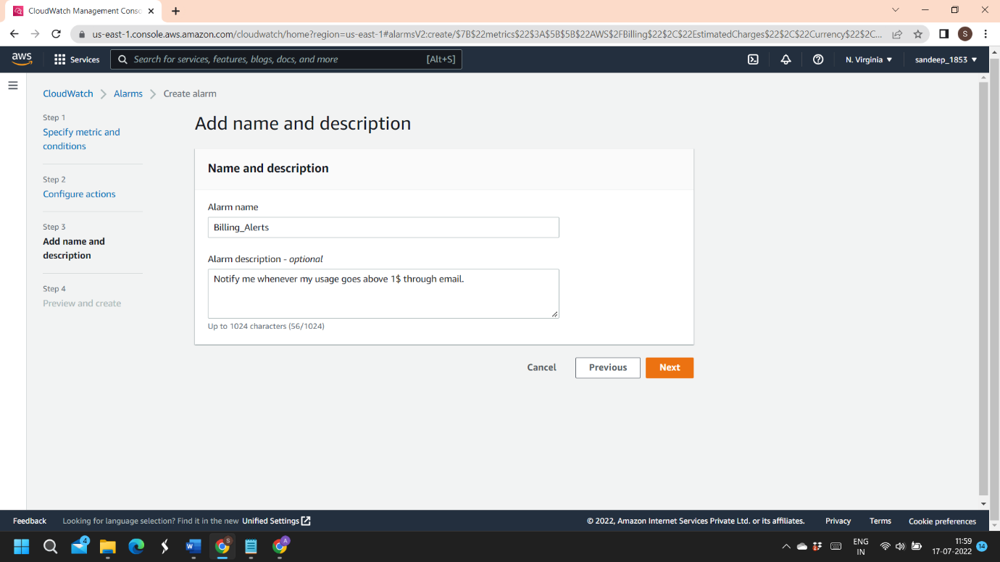 CloudWatch Management Consc
us-east-1.console.aws.amazon.com/cloudwatch/home?region=us-east-1#alarmsV2:create/$7B$22metrics$22$3A$5B$5B$22AWS$2FBilling$22$2C$22EstimatedCharges$22$2C$22Currency$22$2C...
S
aws
Services
Search for services, features, blogs, docs, and more
[Alt+S]
N. Virginia
sandeep_1853
CloudWatch
Alarms
Create alarm
Step 1
Specify metric and
conditions
Step 2
Configure actions
Step 3
Add name and
description
Step 4
Preview and create
Add name and description
Name and description
Alarm name
Billing_Alerts
Alarm description - optional
Notify me whenever my usage goes above 1$ through email.
Up to 1024 characters (56/1024)
Cancel
Previous
Next
Feedback
Looking for language selection? Find it in the new Unified Settings
© 2022, Amazon Internet Services Private Ltd. or its affiliates.
Privacy
Terms
Cookie preferences
4
W
S
A
ENG
IN
11:59
17-07-2022
14